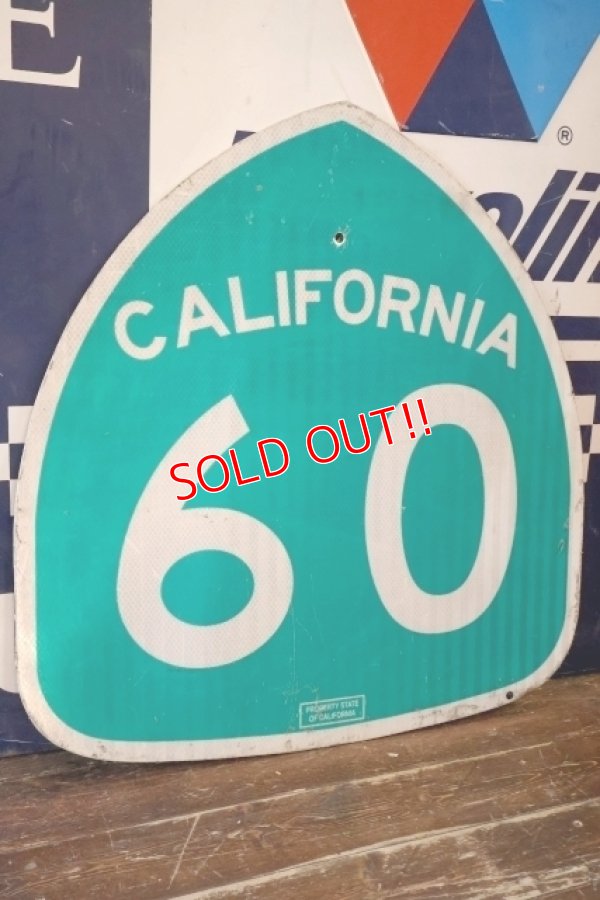 E
®
CALIFORNIA
60
SOLD OUT!!
PROPERTY STATE
OF CALIFORNIA